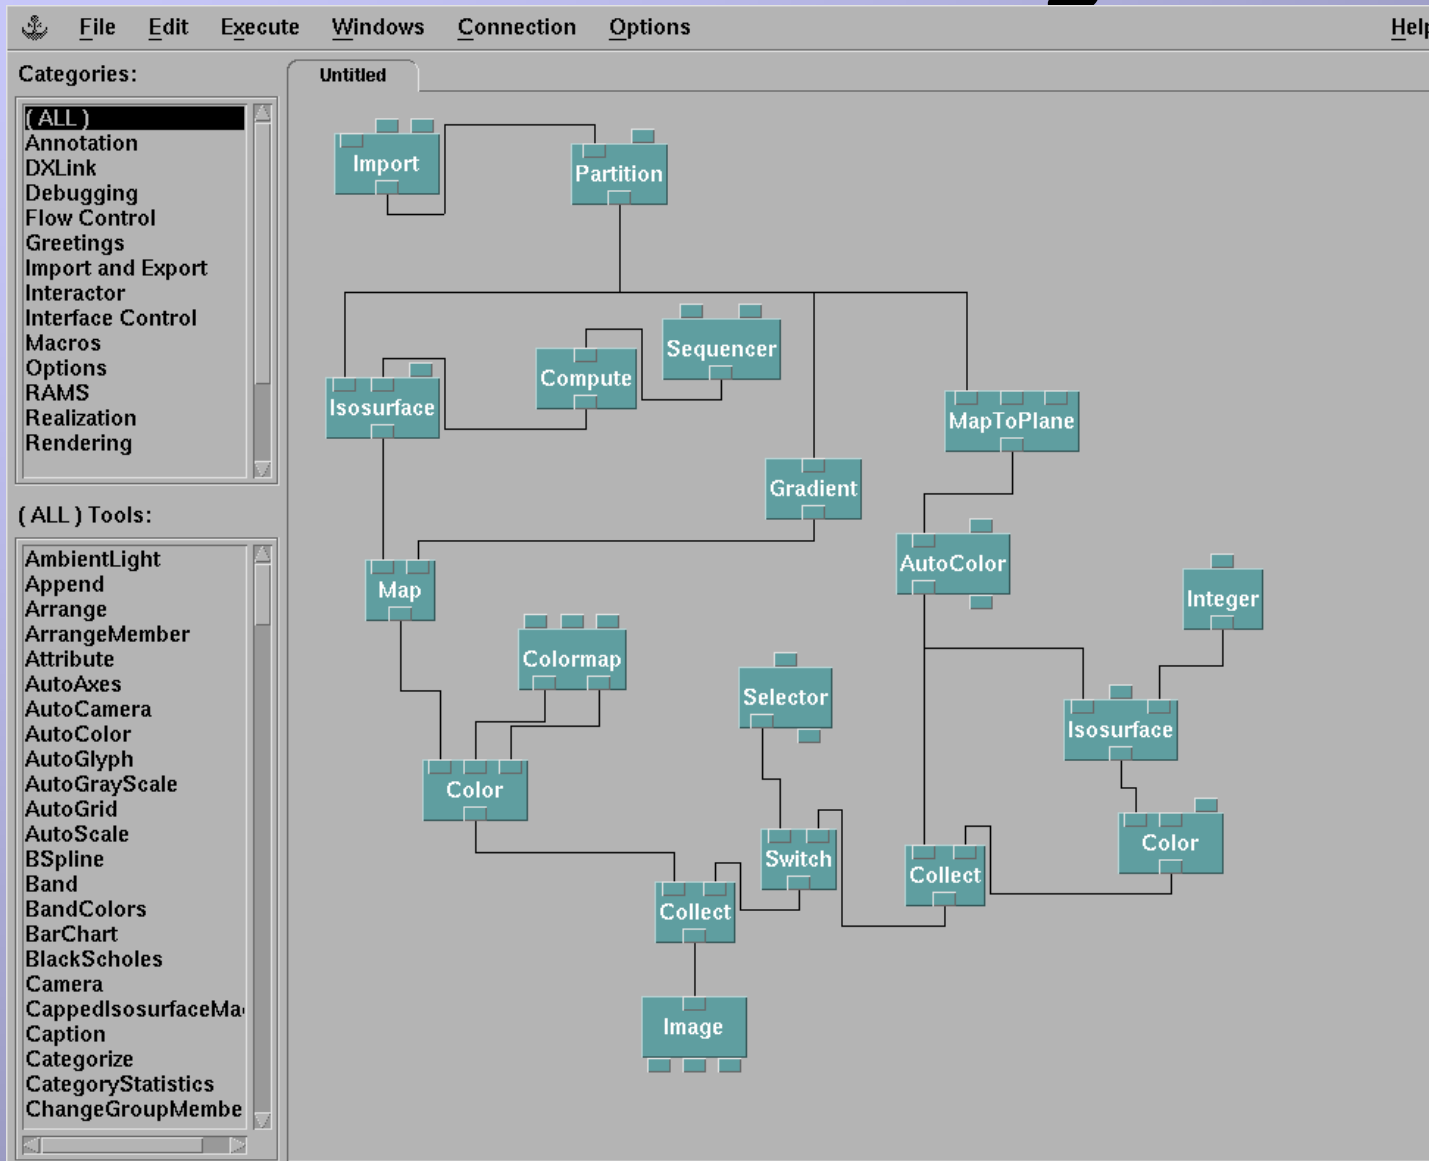 File Edit Execute Windows Connection Options
Categories:
(ALL)
Annotation
DXLink
Debugging
Flow Control
Greetings
Import and Export
Interactor
Interface Control
Macros
Options
RAMS
Realization
Rendering
(ALL) Tools:
AmbientLight
Append
Arrange
ArrangeMember
Attribute
AutoAxes
AutoCamera
AutoColor
AutoGlyph
AutoGrayScale
AutoGrid
AutoScale
BSpline
Band
BandColors
BarChart
BlackScholes
Camera
Caption
Categorize
CategoryStatistics
Untitled
Import
Partition
Sequencer
Compute
Isosurface
MapToPlane
Gradient
AutoColor
Map
Integer
Colormap
Selector
Isosurface
Color
Color
Switch
Collect
Collect
Image